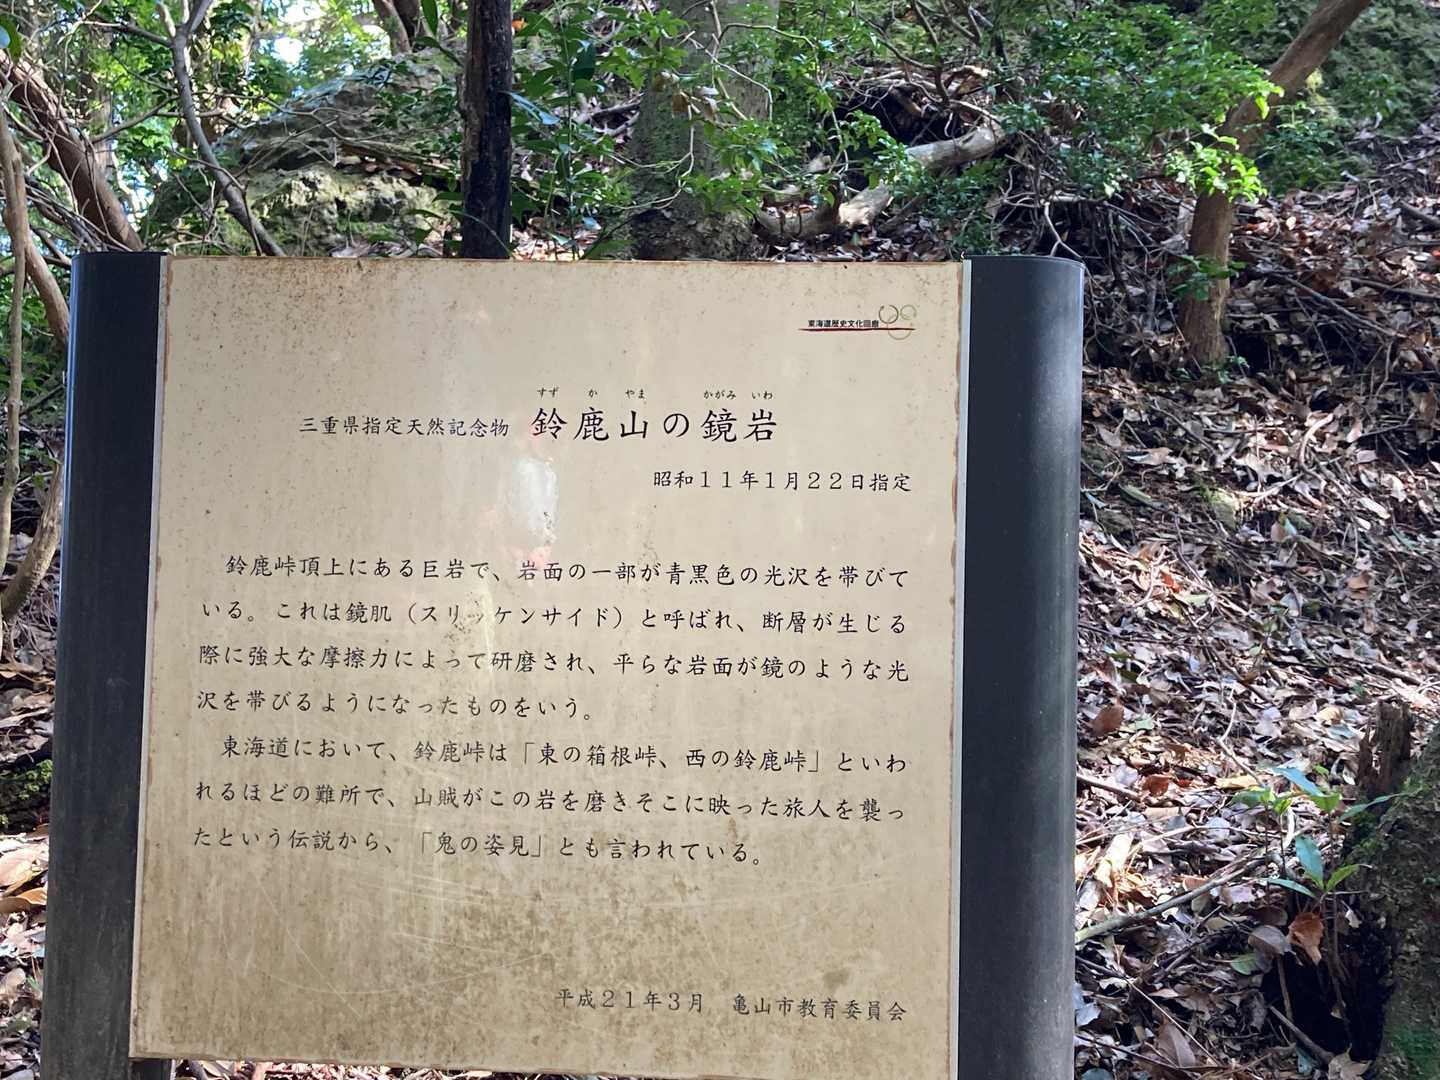 東海道歴史文化回廊
すず か やま かがみ いわ
三重県指定天然記念物 鈴鹿山の鏡岩
昭和１１年１月２２日指定
鈴鹿峠頂上にある巨岩で、岩面の一部が青黒色の光沢を帯びて
いる。これは鏡肌（スリッケンサイド）と呼ばれ、断層が生じる
際に強大な摩擦力によって研磨され、平らな岩面が鏡のような光
沢を帯びるようになったものをいう。
東海道において、鈴鹿峠は「東の箱根峠、西の鈴鹿峠」といわ
れるほどの難所で、山賊がこの岩を磨きそこに映った旅人を襲っ
たという伝説から、「鬼の姿見」とも言われている。
平成２１年３月 亀山市教育委員会